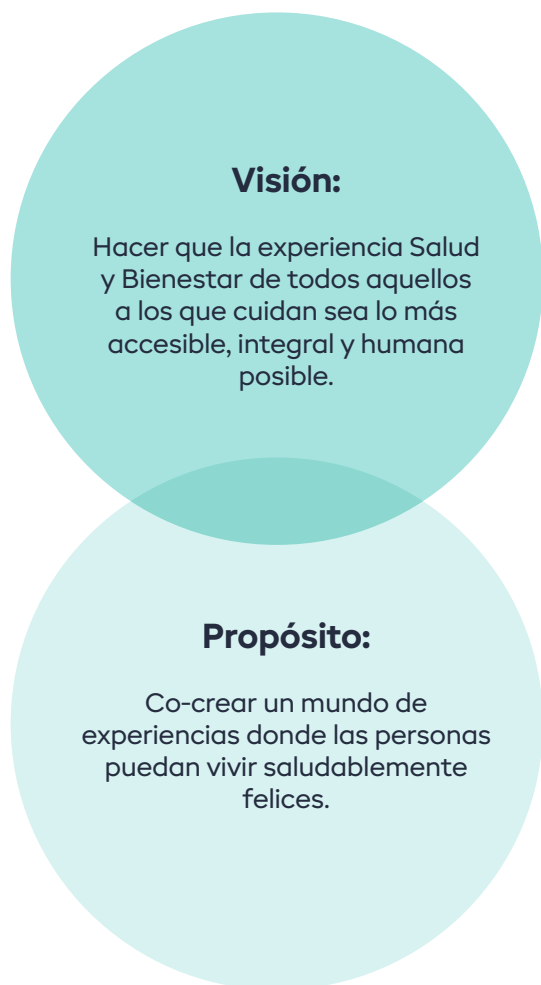 Visión:
Hacer que la experiencia Salud
y Bienestar de todos aquellos
a los que cuidan sea lo más
accesible, integral y humana
posible.
Propósito:
Co-crear un mundo de
experiencias donde las personas
puedan vivir saludablemente
felices.